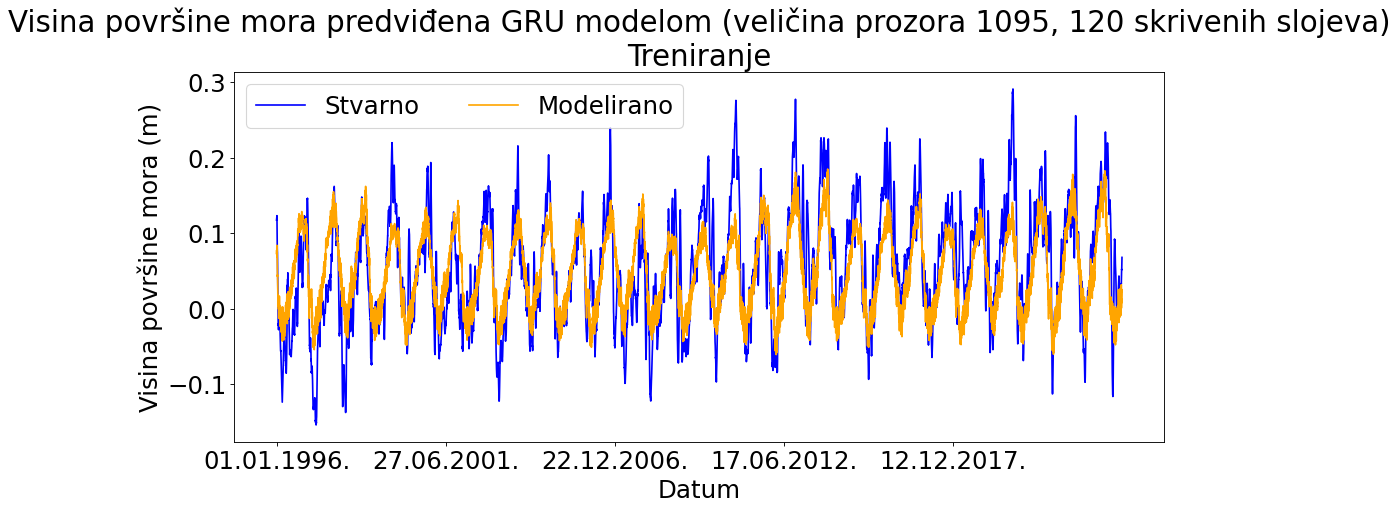 Visina površine mora predviđena GRU modelom (veličina prozora 1095, 120 skrivenih slojeva)
Treniranje
Stvarno
Modelirano
Visina površine mora (m)
0.3
0.2
0.1
0.0
−0.1
01.01.1996.
27.06.2001.
22.12.2006.
17.06.2012.
12.12.2017.
Datum